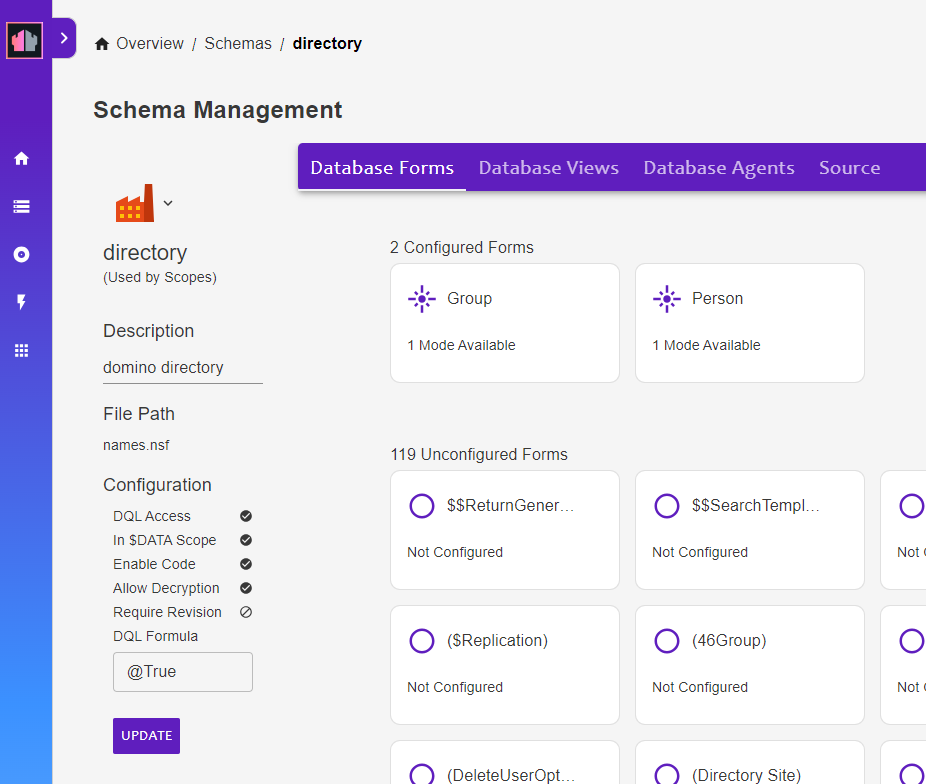 Overview / Schemas / directory
Schema Management
Database Forms Database Views Database Agents Source
directory
(Used by Scopes)
Description
domino directory
File Path
names.nsf
Configuration
DQL Access
In $DATA Scope
Enable Code
Allow Decryption
Require Revision
DQL Formula
@True
UPDATE
2 Configured Forms
Group
1 Mode Available
Person
1 Mode Available
119 Unconfigured Forms
$$ReturnGener...
Not Configured
$$SearchTempl...
Not Configured
Not
($Replication)
Not Configured
(46Group)
Not Configured
Not
(DeleteUserOpt...
(Directory Site)